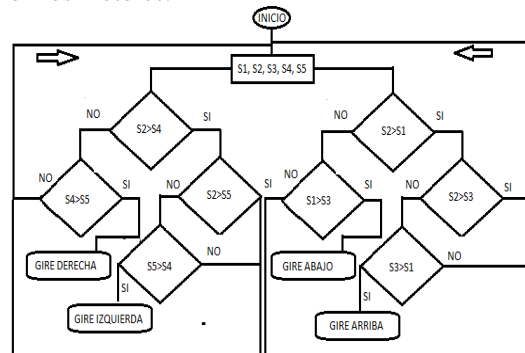 INICIO
S1, S2, S3, S4, S5
NO
S2>S4
SI
NO
S2>S1
SI
NO
S4>S5
SI
NO
S2>S5
SI
NO
S1>S3
SI
NO
S2>S3
SI
GIRE DERECHA
S5>S4
NO
GIRE ABAJO
S3>S1
NO
SI
SI
GIRE IZQUIERDA
GIRE ARRIBA